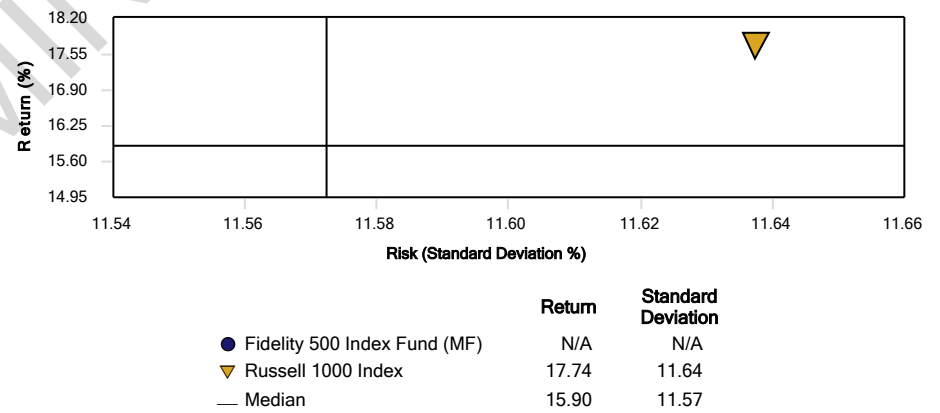 18.20
17.55
16.90
16.25
15.60
14.95
Return (%)
11.54 11.56 11.58 11.60 11.62 11.64 11.66
Risk (Standard Deviation %)
Return Standard Deviation
Fidelity 500 Index Fund (MF) N/A N/A
Russell 1000 Index 17.74 11.64
Median 15.90 11.57